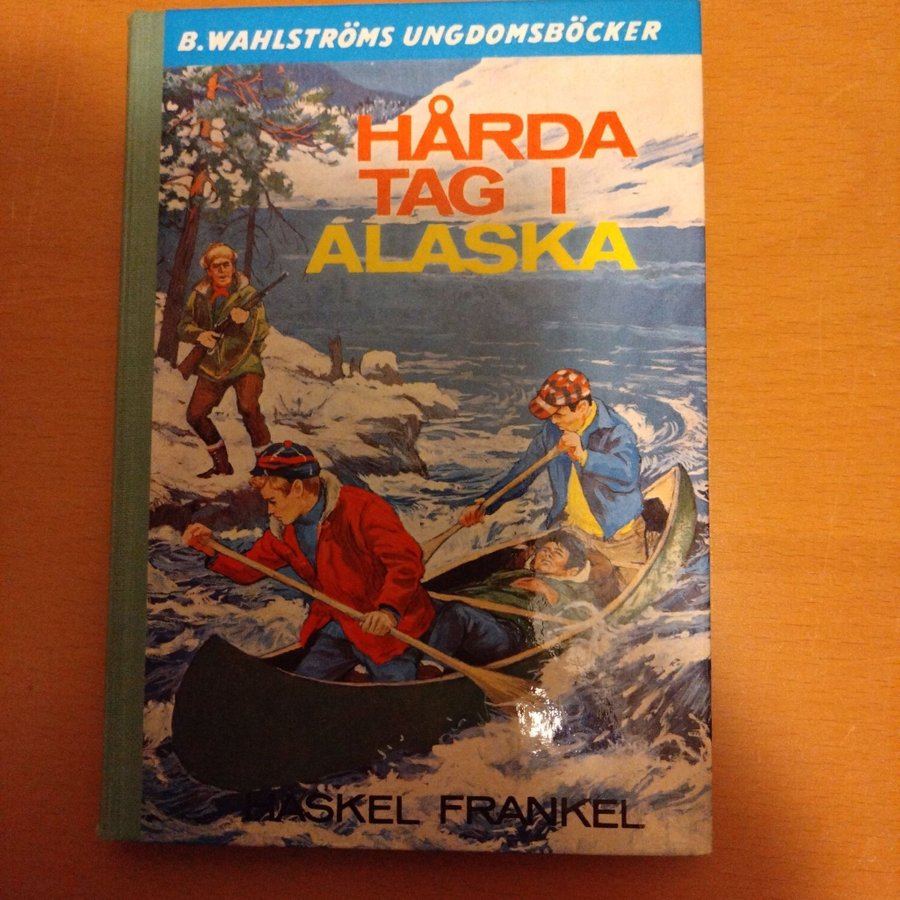 B. WAHLSTRÖMS UNGDOMSBÖCKER
HÅRDA
TAG I
ALASKA
HASKEL FRANKEL